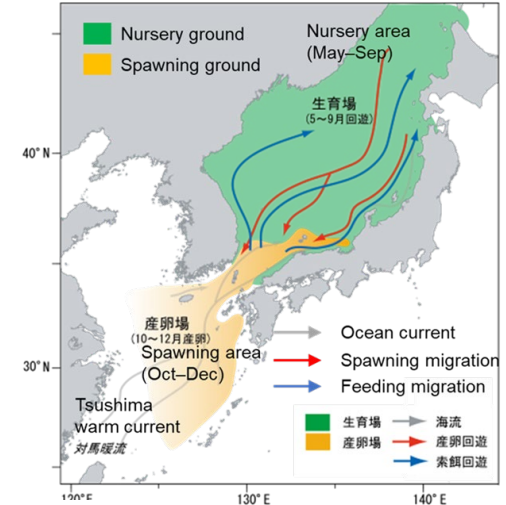 Nursery ground
Spawning ground
Nursery area
(May–Sep)
生育場
(5～9月回遊)
40°N
産卵場
(10～12月産卵)
Spawning area
(Oct–Dec)
30°N
Tsushima
warm current
対馬暖流
Ocean current
Spawning migration
Feeding migration
生育場
海流
産卵場
産卵回遊
索餌回遊
120°E
130°E
140°E